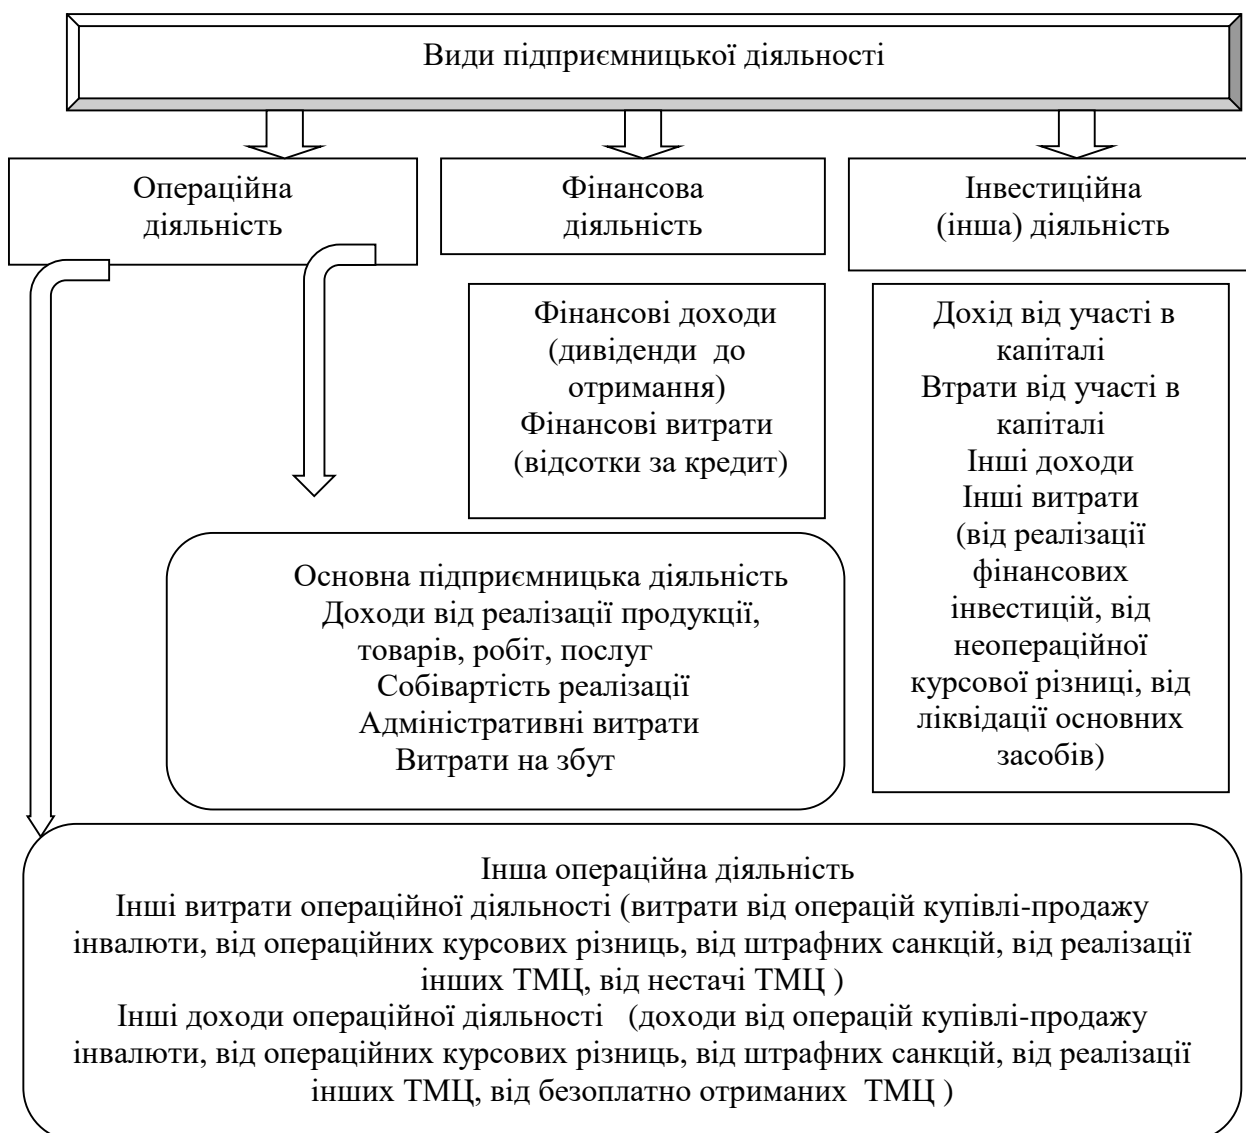 Види підприємницької діяльності
Операційна
діяльність
Фінансова
діяльність
Інвестиційна
(інша) діяльність
Фінансові доходи
(дивіденди до
отримання)
Фінансові витрати
(відсотки за кредит)
Дохід від участі в
капіталі
Втрати від участі в
капіталі
Інші доходи
Інші витрати
(від реалізації
фінансових
інвестицій, від
неопераційної
курсової різниці, від
ліквідації основних
засобів)
Основна підприємницька діяльність
Доходи від реалізації продукції,
товарів, робіт, послуг
Собівартість реалізації
Адміністративні витрати
Витрати на збут
Інша операційна діяльність
Інші витрати операційної діяльності (витрати від операцій купівлі-продажу
інвалюти, від операційних курсових різниць, від штрафних санкцій, від реалізації
інших ТМЦ, від нестачі ТМЦ )
Інші доходи операційної діяльності (доходи від операцій купівлі-продажу
інвалюти, від операційних курсових різниць, від штрафних санкцій, від реалізації
інших ТМЦ, від безоплатно отриманих ТМЦ )